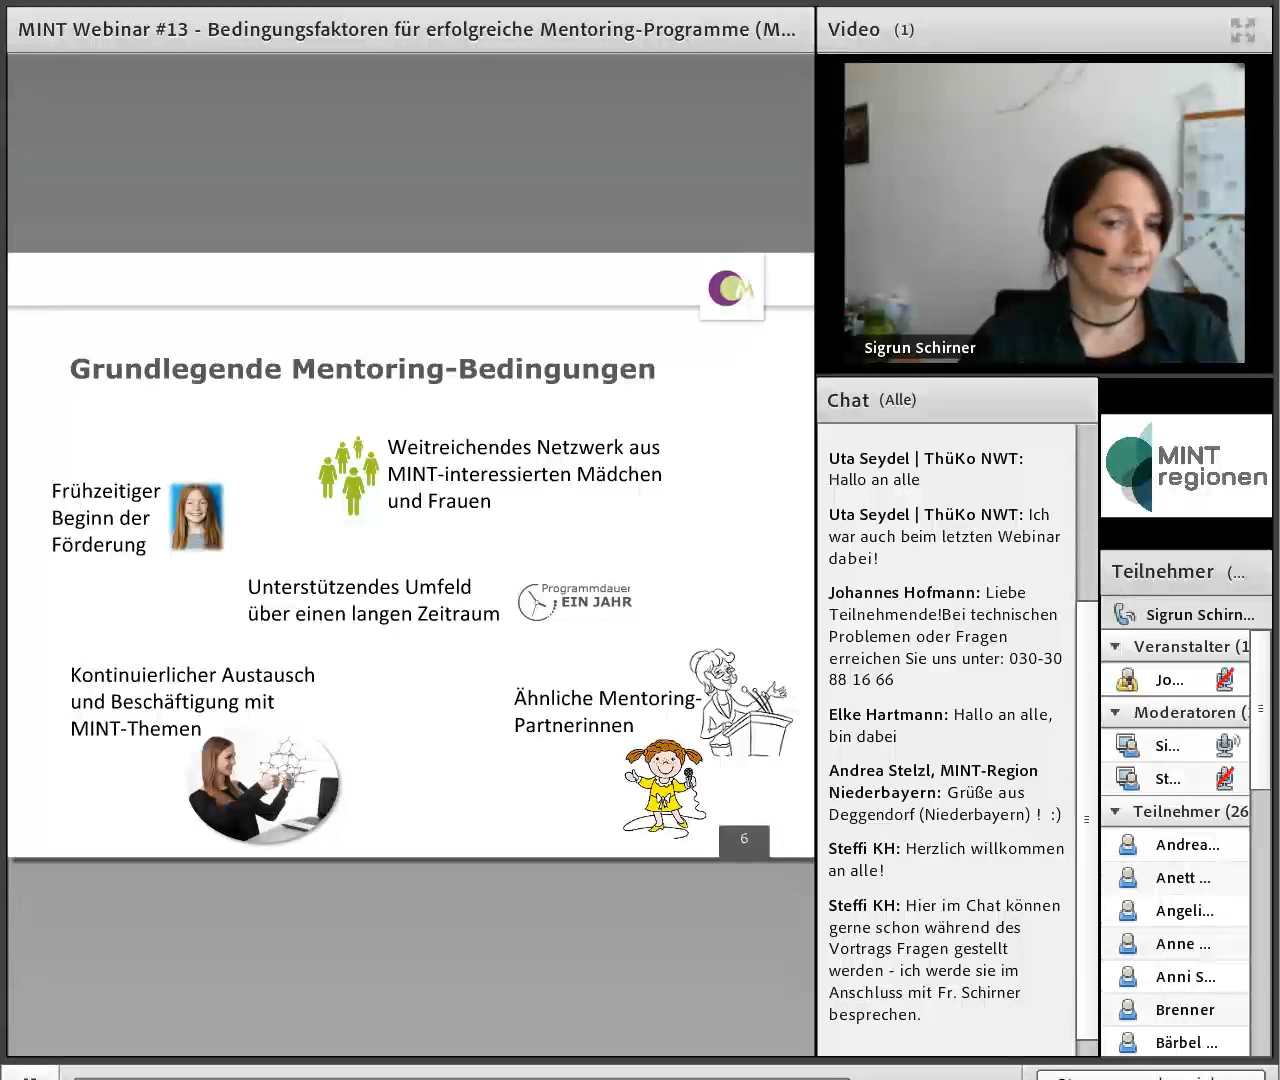 MINT Webinar #13 - Bedingungsfaktoren für erfolgreiche Mentoring-Programme (M...
Video (1)
Sigrun Schirner
Grundlegende Mentoring-Bedingungen
Weitreichendes Netzwerk aus
MINT-interessierten Mädchen
und Frauen
Frühzeitiger
Beginn der
Förderung
Unterstützendes Umfeld
über einen langen Zeitraum
Programmdauer
EIN JAHR
Kontinuierlicher Austausch
und Beschäftigung mit
MINT-Themen
Ähnliche Mentoring-
Partnerinnen
6
Chat (Alle)
Uta Seydel | ThüKo NWT:
Hallo an alle
Uta Seydel | ThüKo NWT: Ich
war auch beim letzten Webinar
dabei!
Johannes Hofmann: Liebe
Teilnehmende!Bei technischen
Problemen oder Fragen
erreichen Sie uns unter: 030-30
88 16 66
Elke Hartmann: Hallo an alle,
bin dabei
Andrea Stelzl, MINT-Region
Niederbayern: Grüße aus
Deggendorf (Niederbayern) ! :)
Steffi KH: Herzlich willkommen
an alle!
Steffi KH: Hier im Chat können
gerne schon während des
Vortrags Fragen gestellt
werden - ich werde sie im
Anschluss mit Fr. Schirner
besprechen.
MINT
regionen
Teilnehmer (...
Sigrun Schirn...
Veranstalter (1
Jo...
Moderatoren (
Si...
St...
Teilnehmer (26
Andrea...
Anett ...
Angeli...
Anne ...
Anni S...
Brenner
Bärbel ...